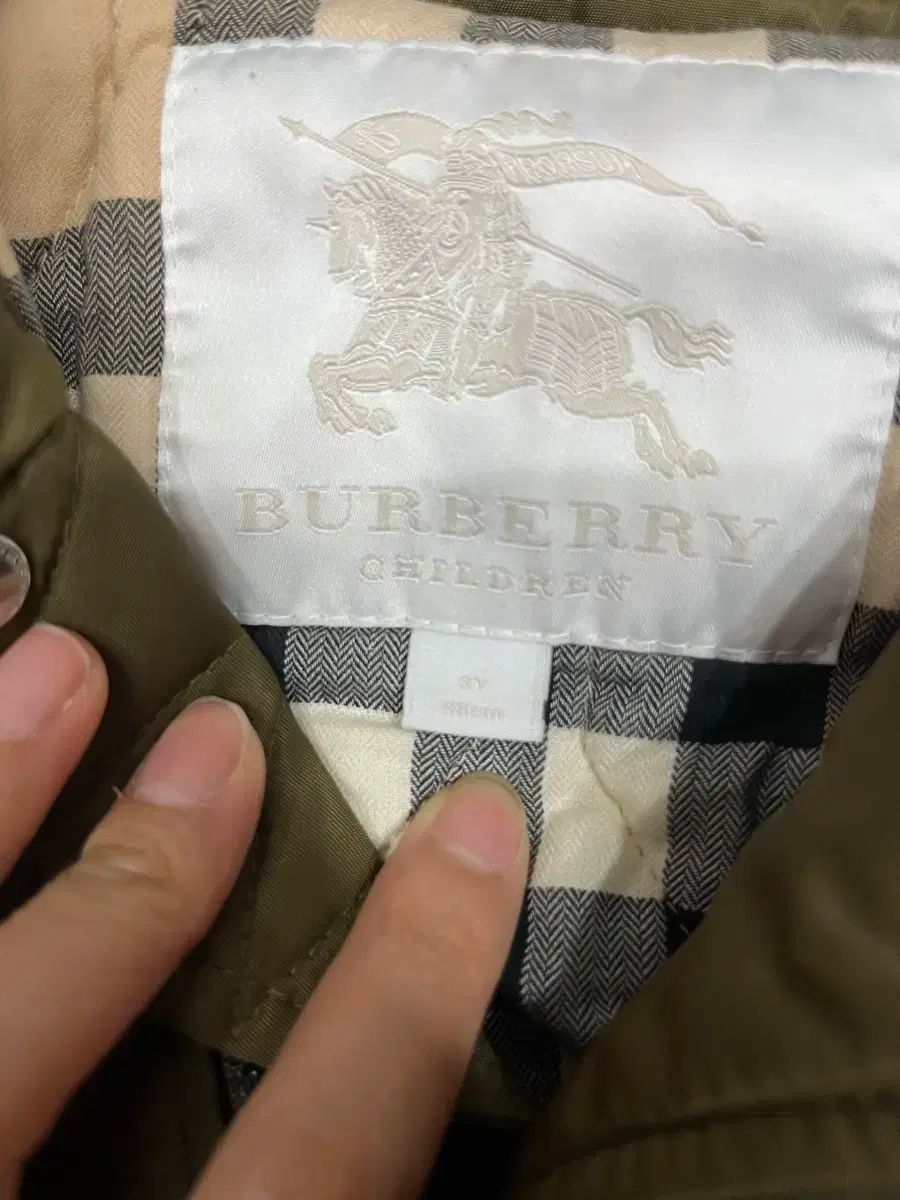 PRORSUM
BURBERRY
CHILDREN
3Y
98cm